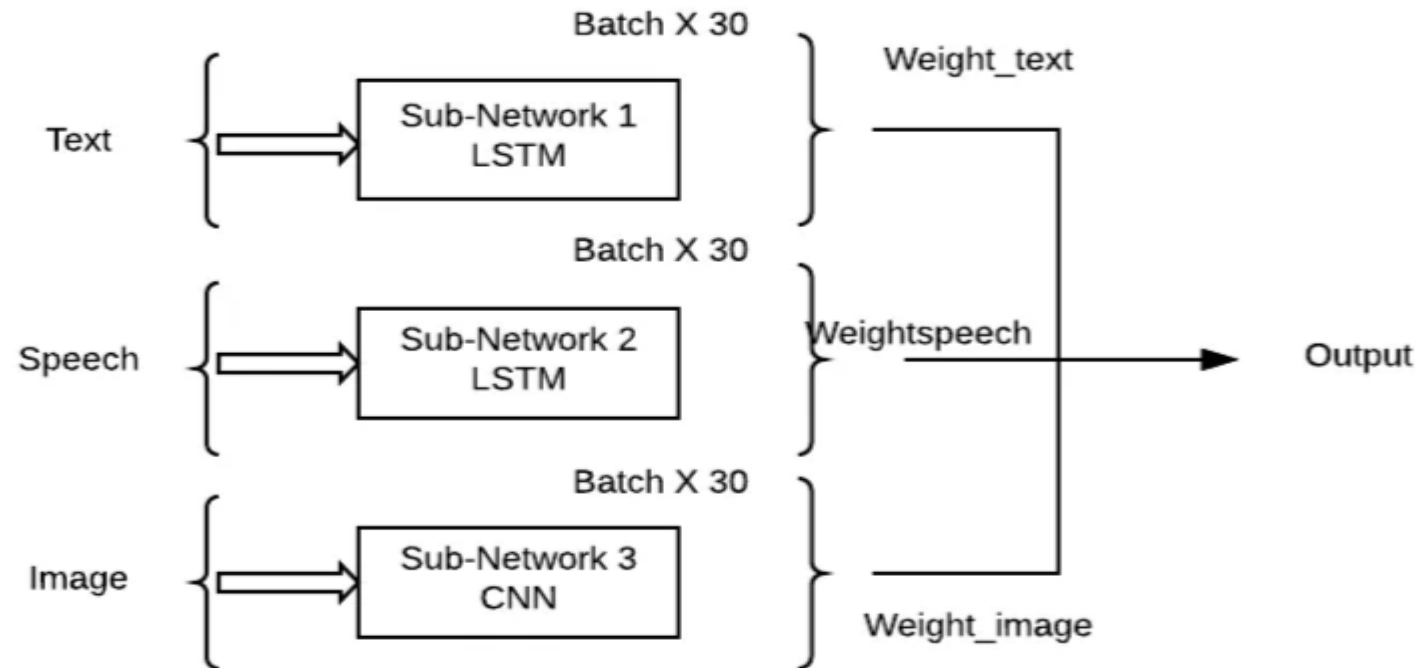 Batch X 30
Weight_text
Text
Sub-Network 1
LSTM
Batch X 30
Speech
Sub-Network 2
LSTM
Weightspeech
Output
Batch X 30
Image
Sub-Network 3
CNN
Weight_image